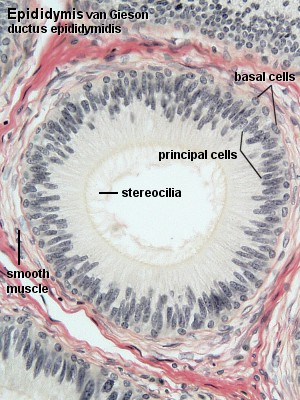 Epididymis van Gieson
ductus epididymidis
basal cells
principal cells
stereocilia
smooth
muscle